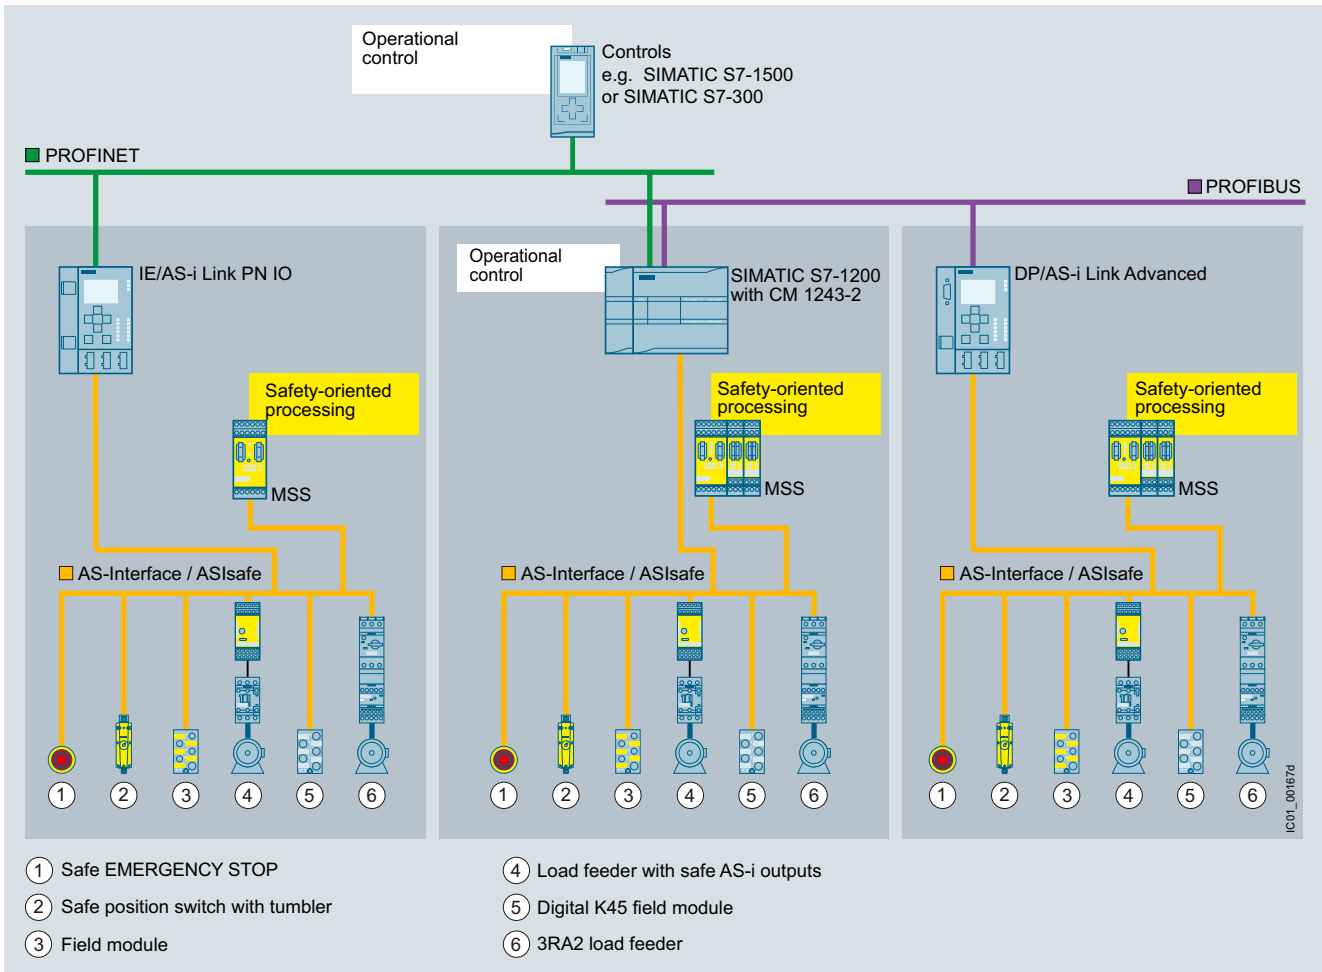 Operational
control
Controls
e.g. SIMATIC S7-1500
or SIMATIC S7-300
PROFINET
PROFIBUS
IE/AS-i Link PN IO
Operational
control
SIMATIC S7-1200
with CM 1243-2
DP/AS-i Link Advanced
Safety-oriented
processing
MSS
Safety-oriented
processing
MSS
Safety-oriented
processing
MSS
AS-Interface / ASIsafe
AS-Interface / ASIsafe
AS-Interface / ASIsafe
1 2 3 4 5 6
1 2 3 4 5 6
1 2 3 4 5 6
IC01_00167d
1 Safe EMERGENCY STOP
2 Safe position switch with tumbler
3 Field module
4 Load feeder with safe AS-i outputs
5 Digital K45 field module
6 3RA2 load feeder